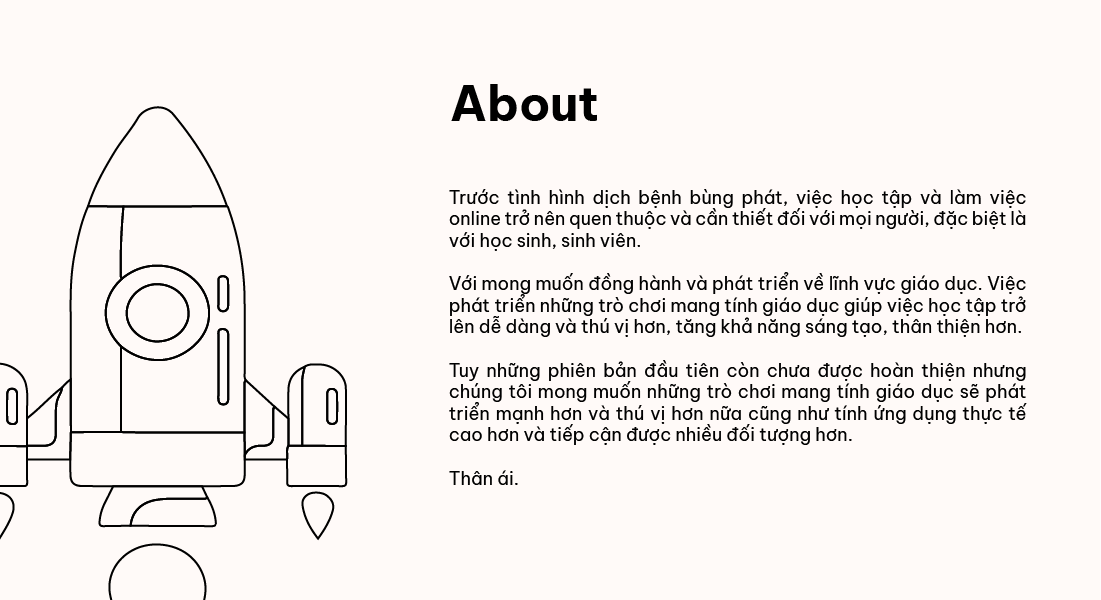 About
Trước tình hình dịch bệnh bùng phát, việc học tập và làm việc
online trở nên quen thuộc và cần thiết đối với mọi người, đặc biệt là
với học sinh, sinh viên.
Với mong muốn đồng hành và phát triển về lĩnh vực giáo dục. Việc
phát triển những trò chơi mang tính giáo dục giúp việc học tập trở
lên dễ dàng và thú vị hơn, tăng khả năng sáng tạo, thân thiện hơn.
Tuy những phiên bản đầu tiên còn chưa được hoàn thiện nhưng
chúng tôi mong muốn những trò chơi mang tính giáo dục sẽ phát
triển mạnh hơn và thú vị hơn nữa cũng như tính ứng dụng thực tế
cao hơn và tiếp cận được nhiều đối tượng hơn.
Thân ái.